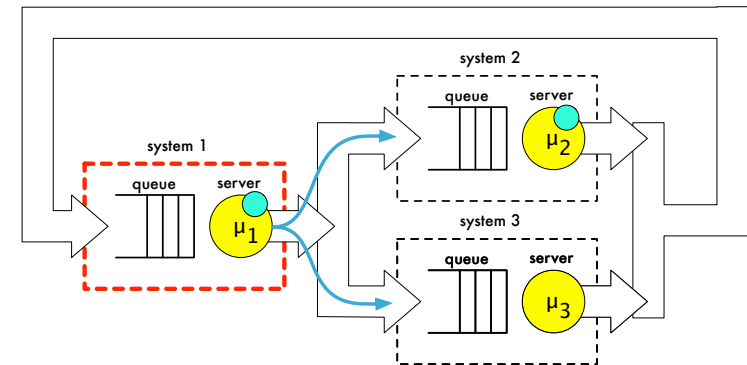 system 2
queue
server
μ2
system 1
queue
server
μ1
system 3
queue
server
μ3